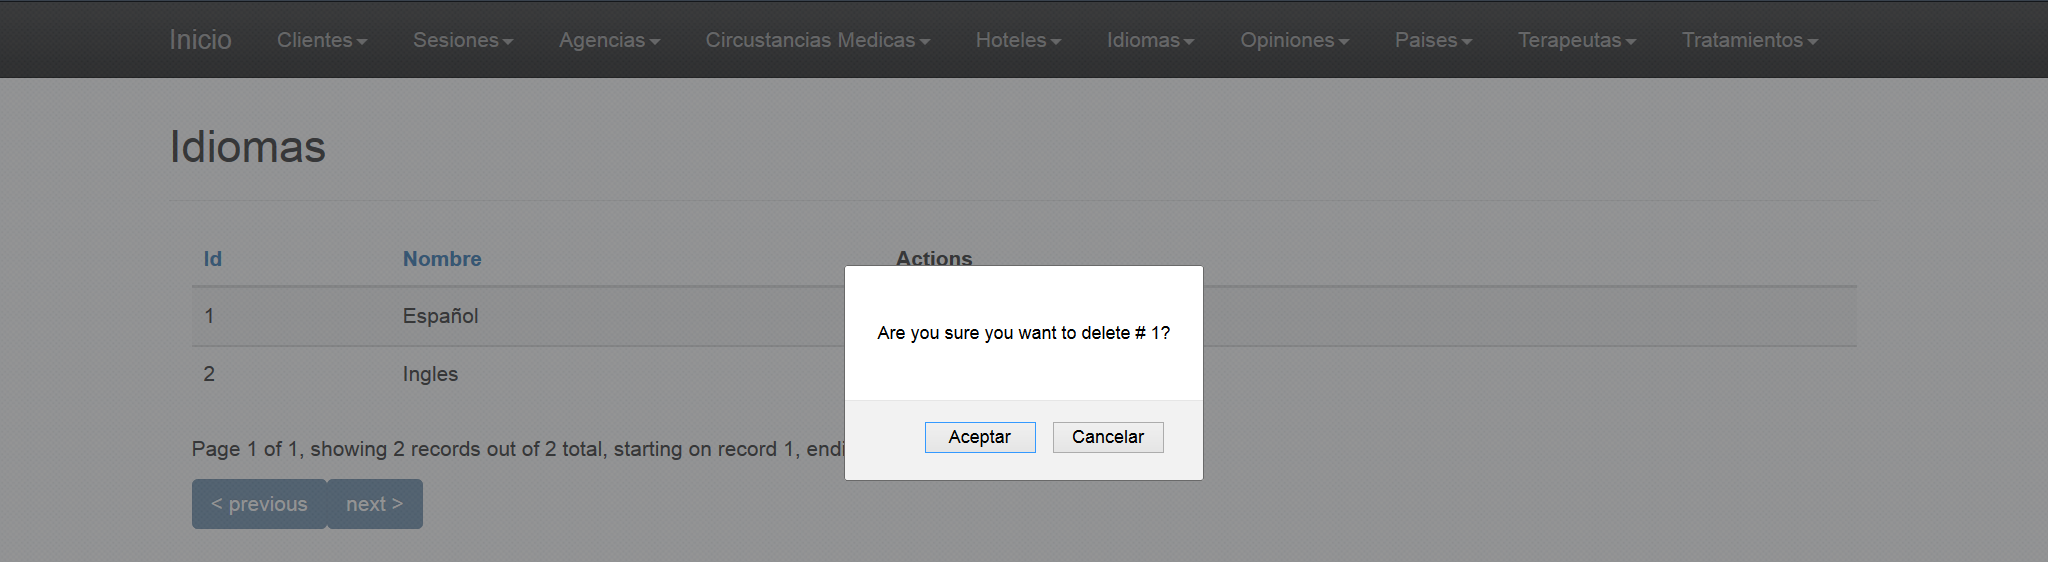 Inicio Clientes Sesiones Agencias Circustancias Medicas Hoteles Idiomas Opiniones Paises Terapeutas Tratamientos
Idiomas
Id Nombre Actions
1 Español
2 Ingles
Are you sure you want to delete # 1?
Aceptar Cancelar
Page 1 of 1, showing 2 records out of 2 total, starting on record 1, endi
< previous next >